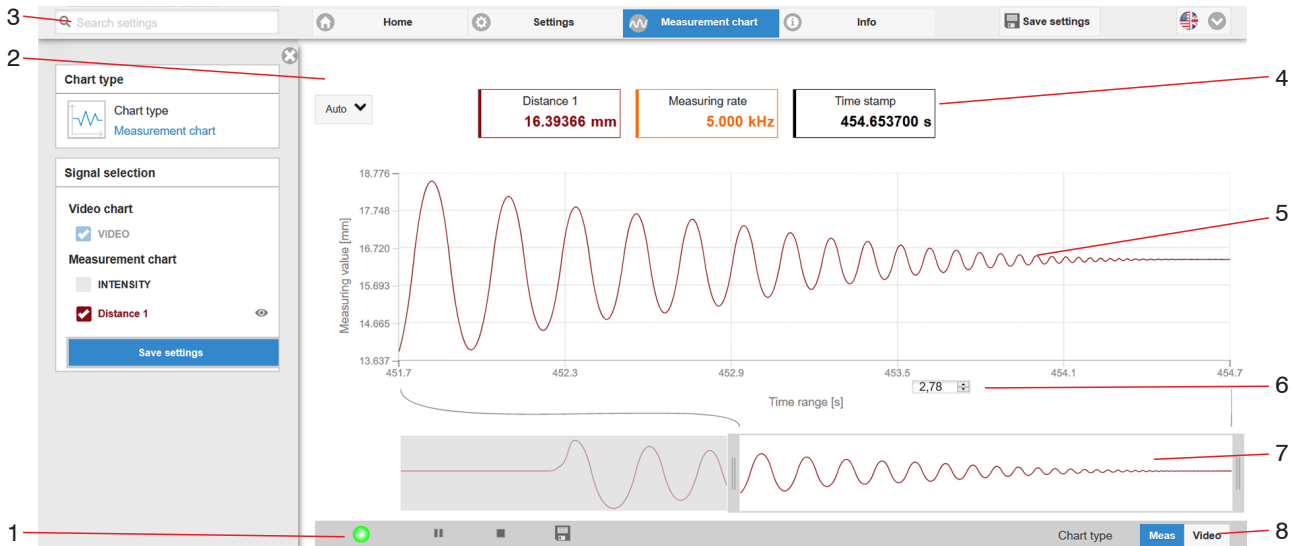 3
Search settings
Home
Settings
Measurement chart
Info
Save settings
2
Chart type
Chart type
Measurement chart
Signal selection
Video chart
VIDEO
Measurement chart
INTENSITY
Distance 1
Save settings
Auto
Distance 1
16.39366 mm
Measuring rate
5.000 kHz
Time stamp
454.653700 s
4
Measuring value [mm]
18.776
17.748
16.720
15.693
14.665
13.637
5
451.7
452.3
452.9
453.5
454.1
454.7
2,78
6
Time range [s]
7
1
Chart type
Meas
Video
8